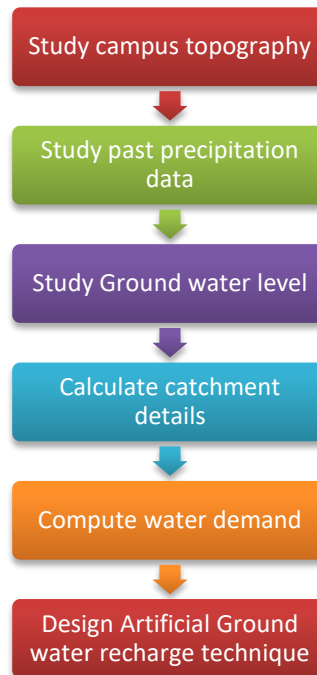 Study campus topography
Study past precipitation
data
Study Ground water level
Calculate catchment
details
Compute water demand
Design Artificial Ground
water recharge technique